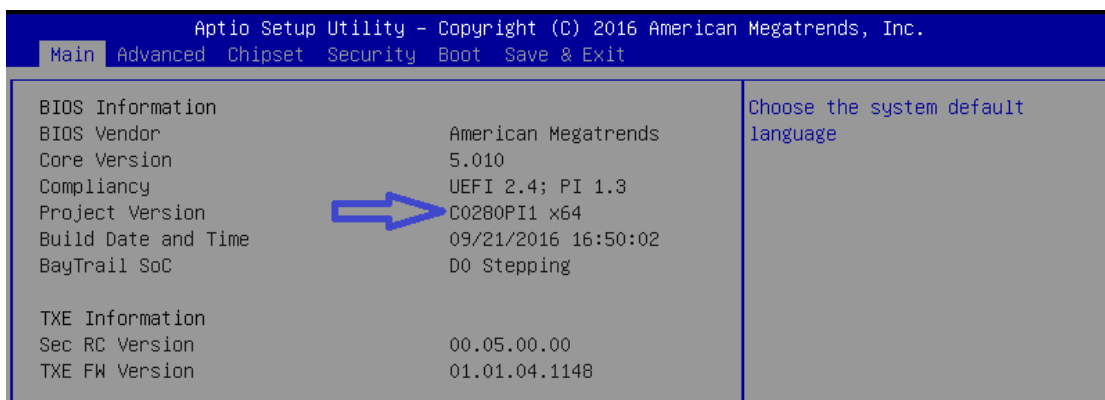 Aptio Setup Utility – Copyright (C) 2016 American Megatrends, Inc.
Main Advanced Chipset Security Boot Save & Exit
BIOS Information
BIOS Vendor American Megatrends
Core Version 5.010
Compliancy UEFI 2.4; PI 1.3
Project Version C0280PI1 x64
Build Date and Time 09/21/2016 16:50:02
BayTrail SoC D0 Stepping
TXE Information
Sec RC Version 00.05.00.00
TXE FW Version 01.01.04.1148
Choose the system default
language